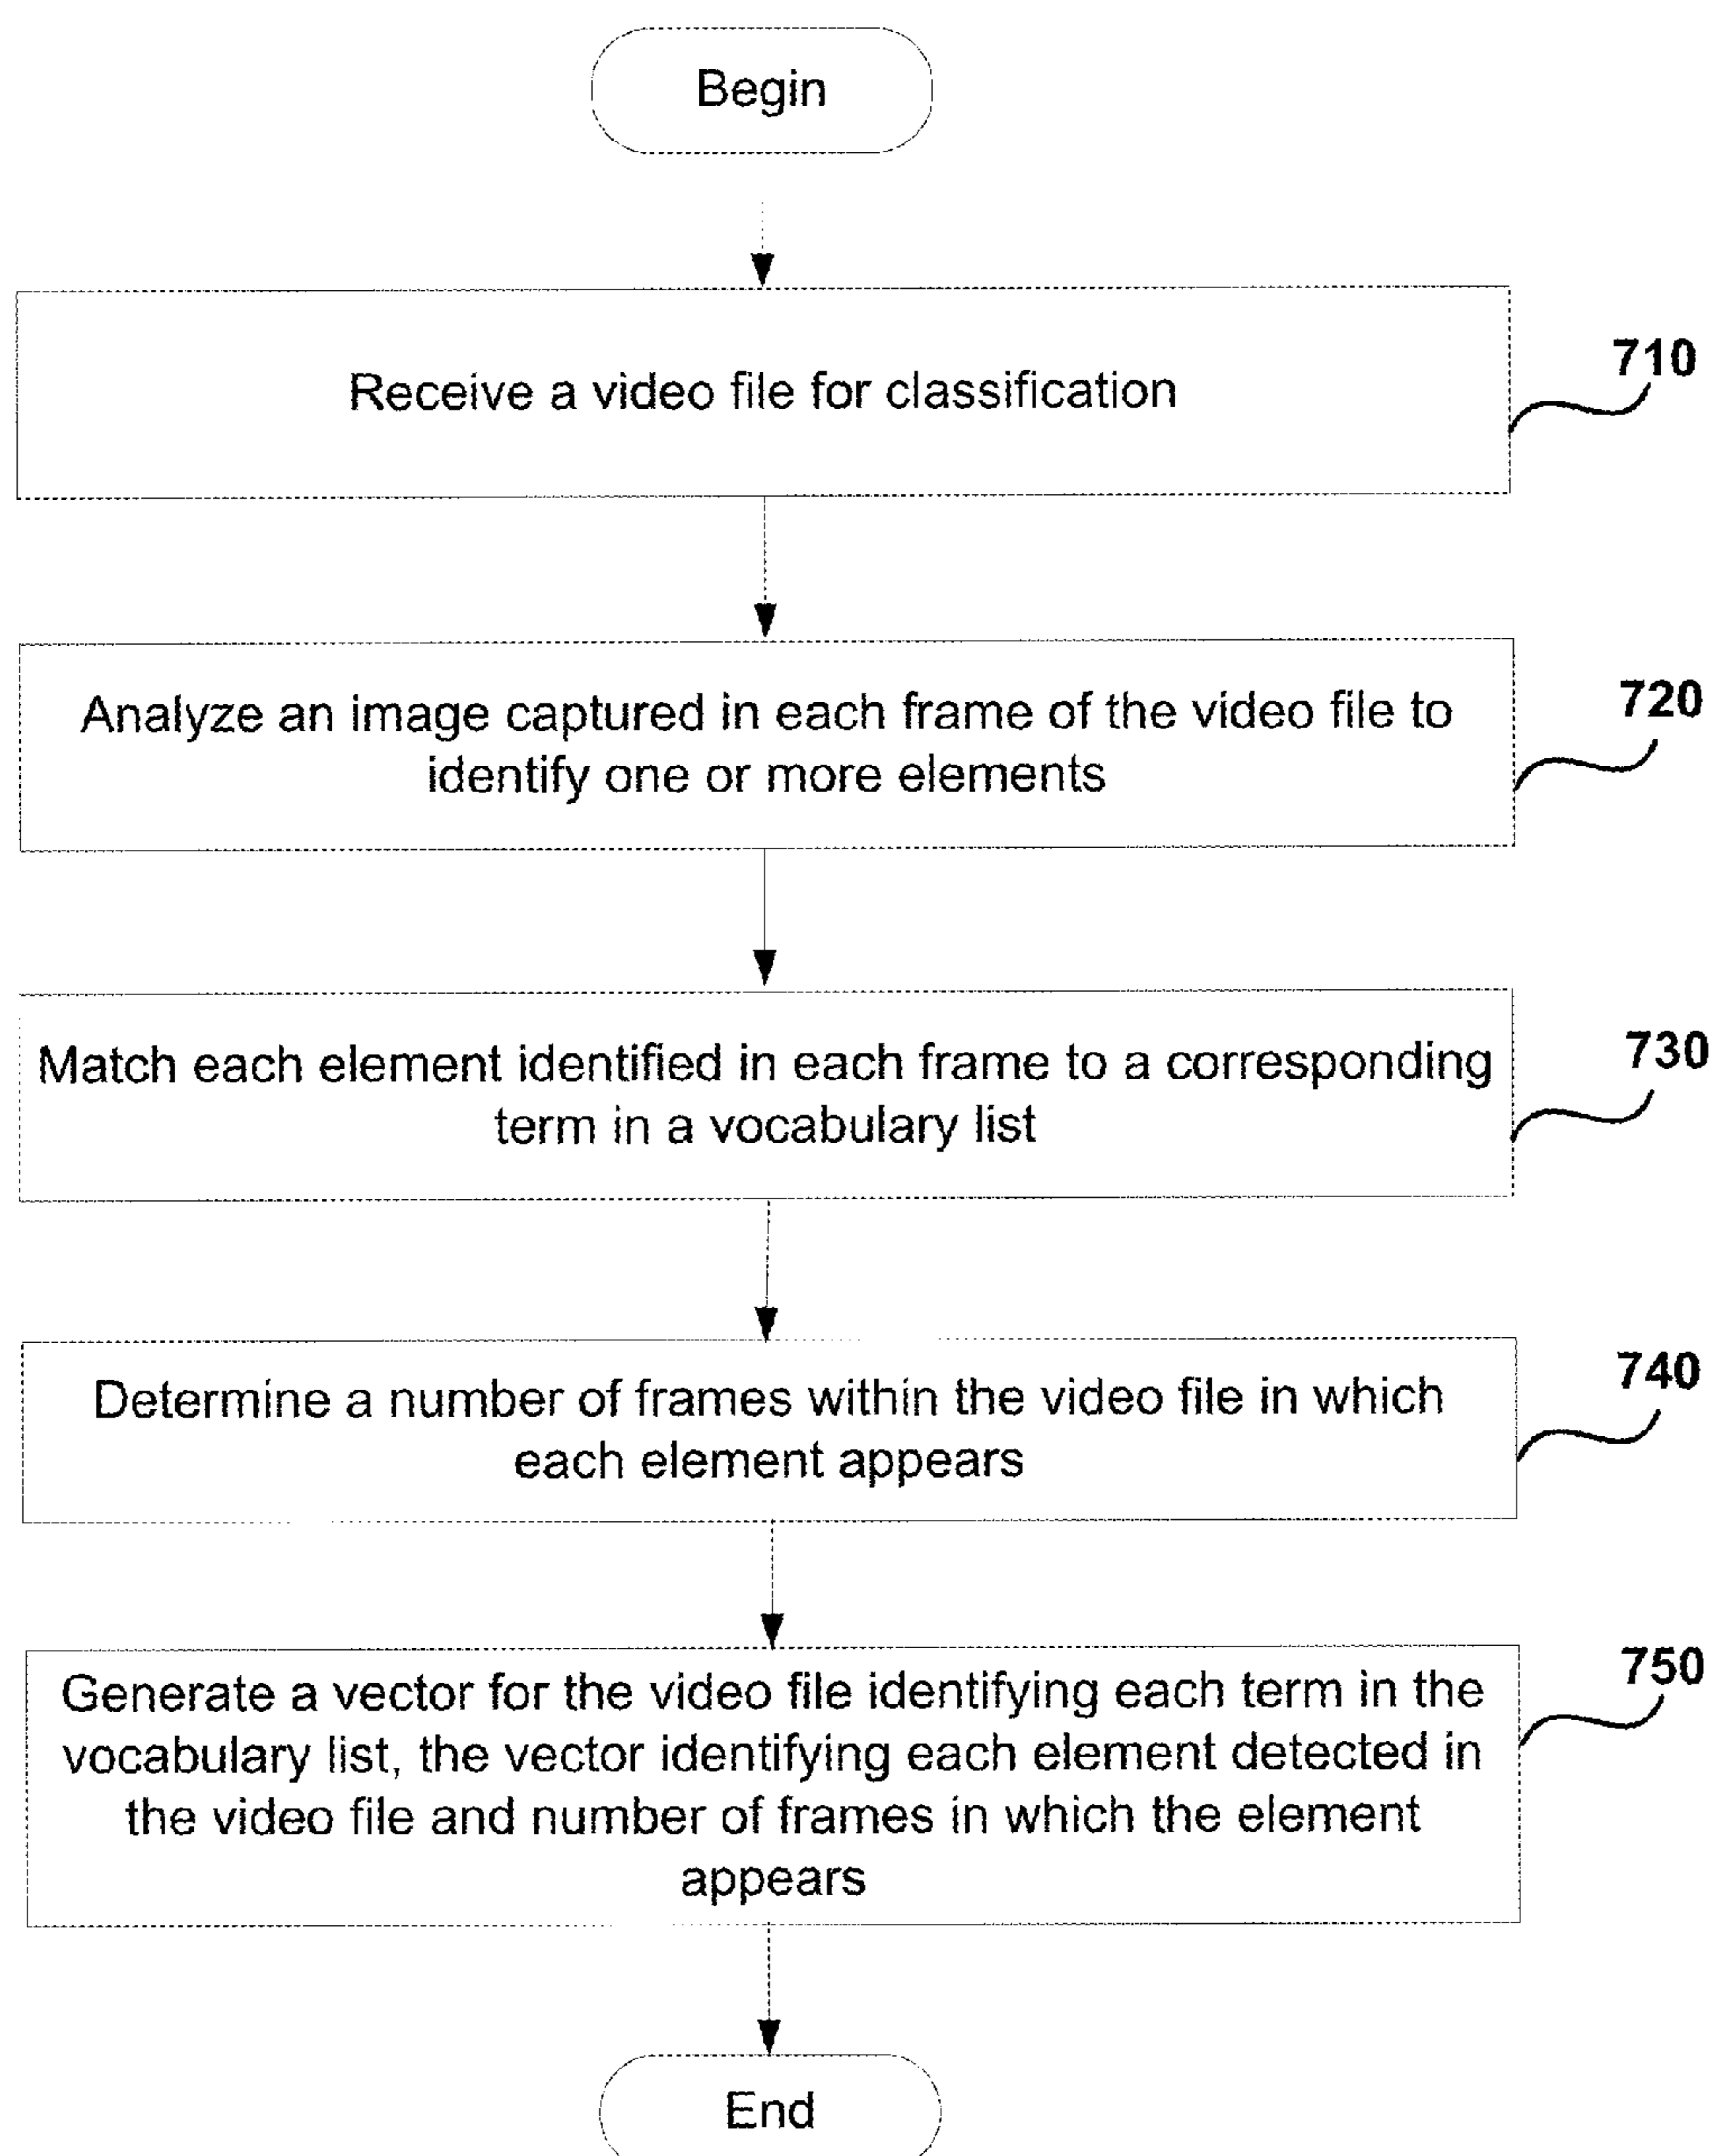 Begin
Receive a video file for classification
710
Analyze an image captured in each frame of the video file to
identify one or more elements
720
Match each element identified in each frame to a corresponding
term in a vocabulary list
730
Determine a number of frames within the video file in which
each element appears
740
Generate a vector for the video file identifying each term in the
vocabulary list, the vector identifying each element detected in
the video file and number of frames in which the element
appears
750
End